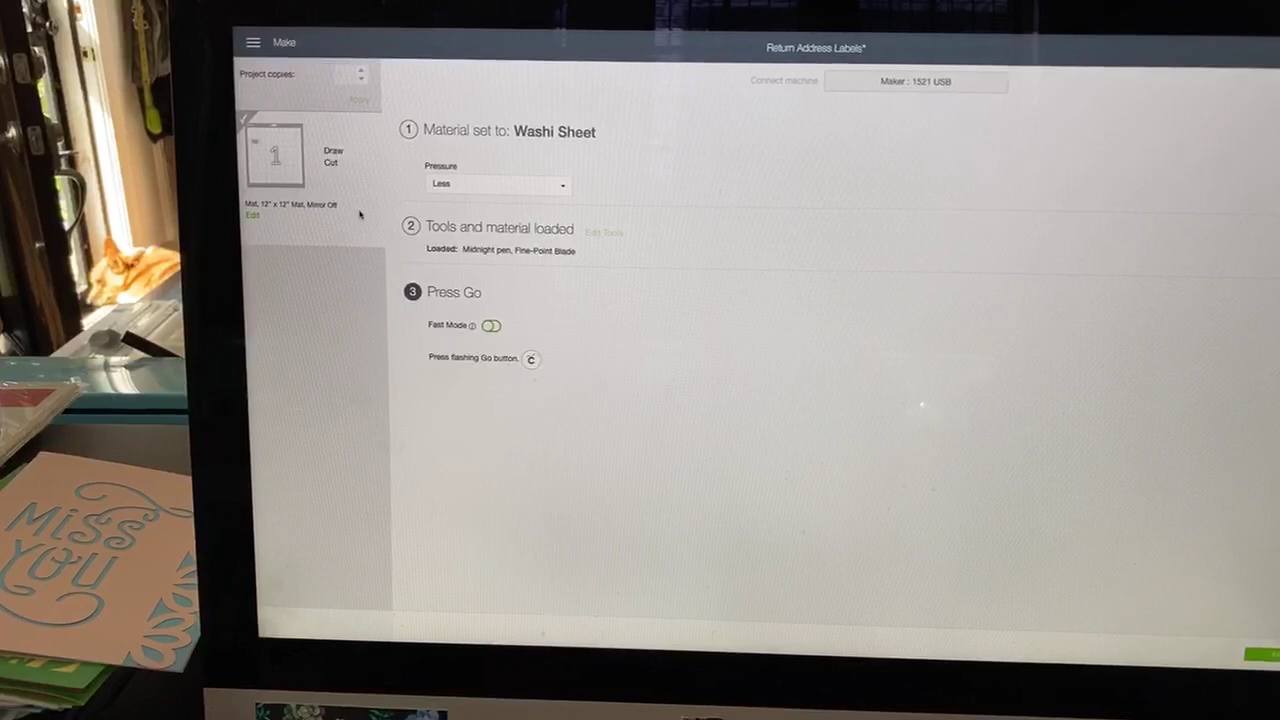 Make
Return Address Labels*
Project copies:
Apply
Connect machine
Maker : 1521 USB
1
Draw
Cut
Mat, 12" x 12" Mat, Mirror Off
Edit
1 Material set to: Washi Sheet
Pressure
Less
2 Tools and material loaded Edit Tools
Loaded: Midnight pen, Fine-Point Blade
3 Press Go
Fast Mode
Press flashing Go button.
MiSS
YOU